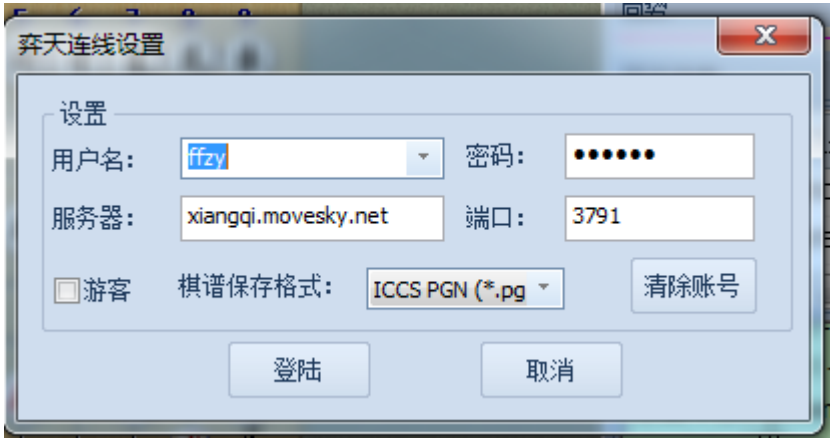 弈天连线设置
设置
用户名: ffzy 密码: ••••••
服务器: xiangqi.movesky.net 端口: 3791
游客 棋谱保存格式: ICCS PGN (*.pg 清除账号
登陆 取消